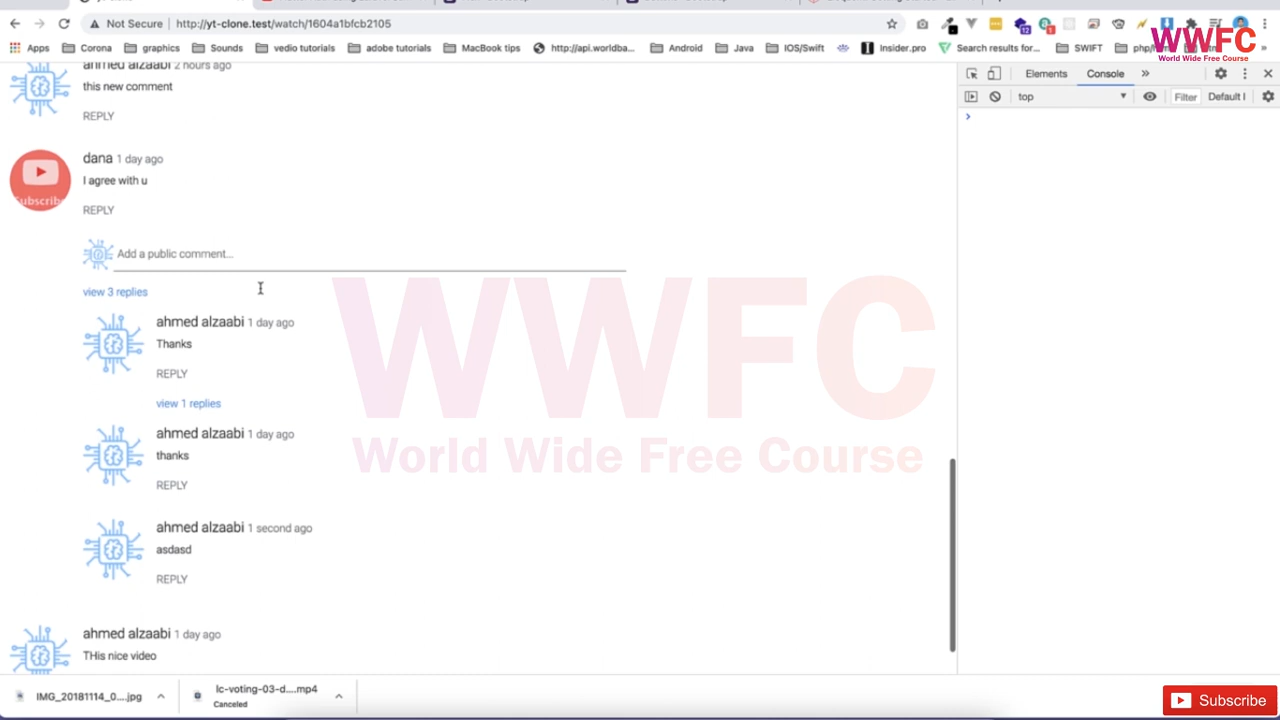 Not Secure | http://yt-clone.test/watch/1604a1bfcb2105
Apps Corona graphics Sounds vedio tutorials adobe tutorials MacBook tips http://api.worldba... Android Java IOS/Swift Insider.pro Search results for... SWIFT
WWFC
World Wide Free Course
ahmed alzaabi 2 hours ago
this new comment
REPLY
dana 1 day ago
I agree with u
Subscribe
REPLY
Add a public comment...
view 3 replies
ahmed alzaabi 1 day ago
Thanks
REPLY
view 1 replies
ahmed alzaabi 1 day ago
thanks
REPLY
ahmed alzaabi 1 second ago
asdasd
REPLY
ahmed alzaabi 1 day ago
THis nice video
WWFC
World Wide Free Course
Elements Console »
top Filter Default l
IMG_20181114_0....jpg
lc-voting-03-d....mp4
Canceled
Subscribe